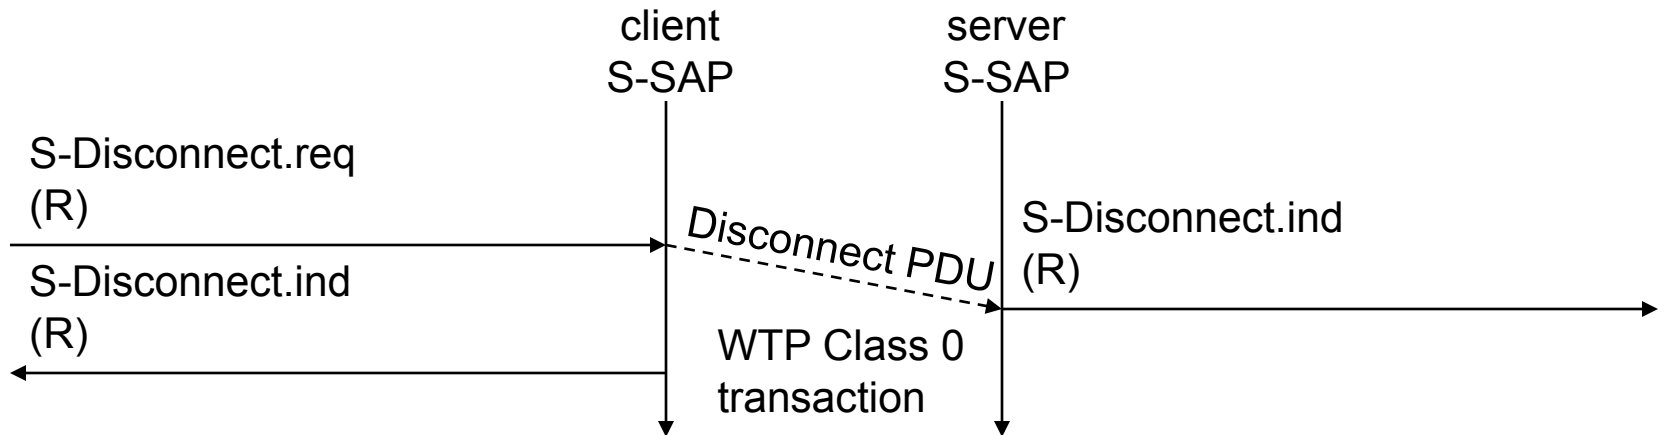 client
S-SAP
server
S-SAP
S-Disconnect.req
(R)
Disconnect PDU
S-Disconnect.ind
(R)
S-Disconnect.ind
(R)
WTP Class 0
transaction